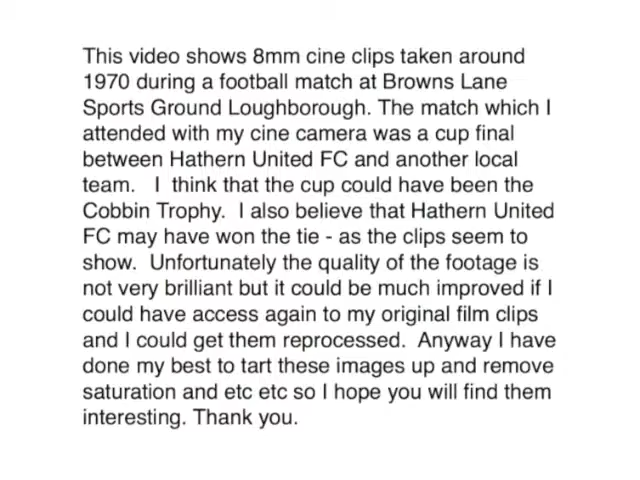 This video shows 8mm cine clips taken around
1970 during a football match at Browns Lane
Sports Ground Loughborough. The match which I
attended with my cine camera was a cup final
between Hathern United FC and another local
team.   I  think that the cup could have been the
Cobbin Trophy.  I also believe that Hathern United
FC may have won the tie - as the clips seem to
show.  Unfortunately the quality of the footage is
not very brilliant but it could be much improved if I
could have access again to my original film clips
and I could get them reprocessed.  Anyway I have
done my best to tart these images up and remove
saturation and etc etc so I hope you will find them
interesting. Thank you.